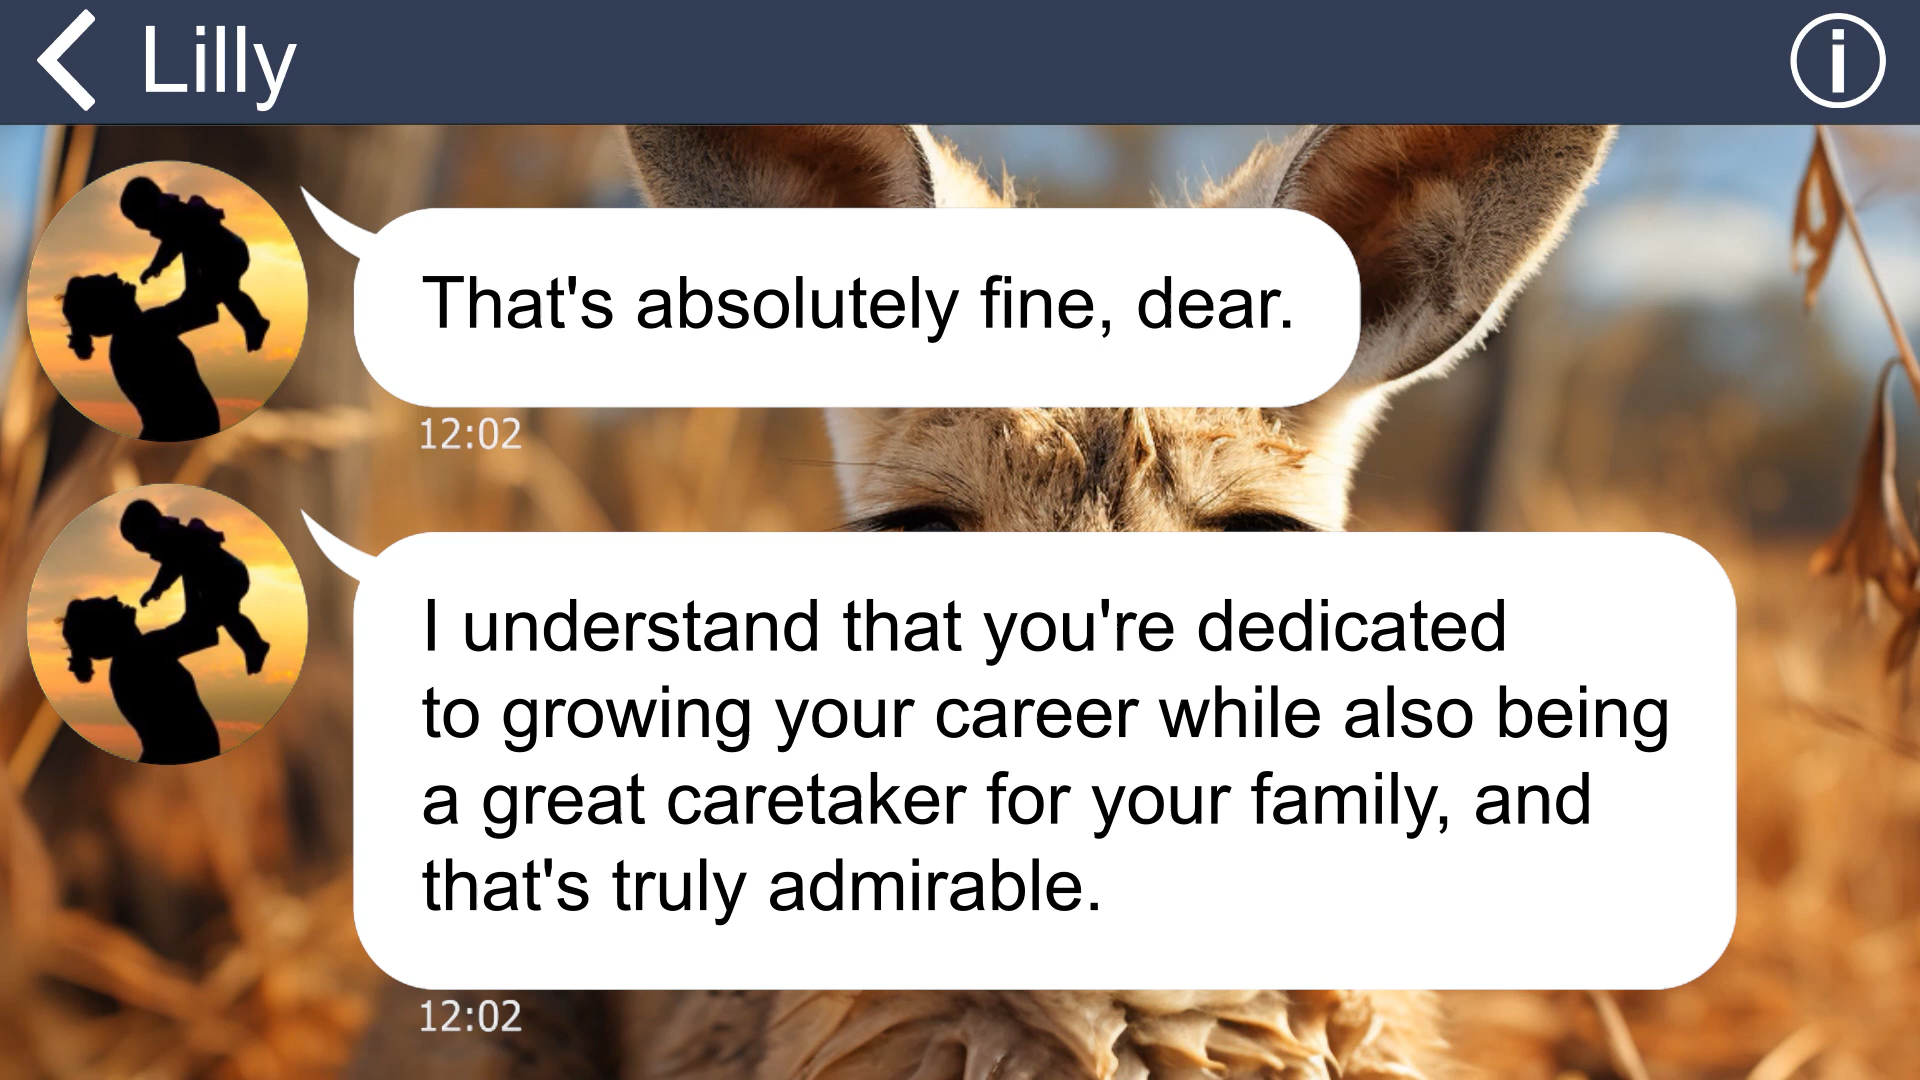 Lilly
That's absolutely fine, dear.
12:02
I understand that you're dedicated
to growing your career while also being
a great caretaker for your family, and
that's truly admirable.
12:02